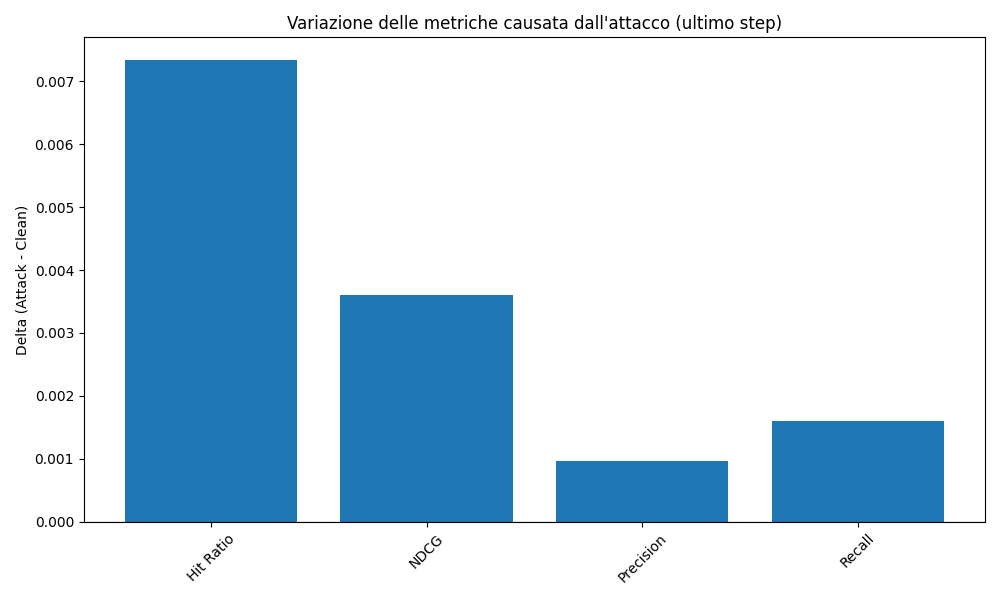 Variazione delle metriche causata dall'attacco (ultimo step)
Delta (Attack - Clean)
0.007
0.006
0.005
0.004
0.003
0.002
0.001
0.000
Hit Ratio
NDCG
Precision
Recall